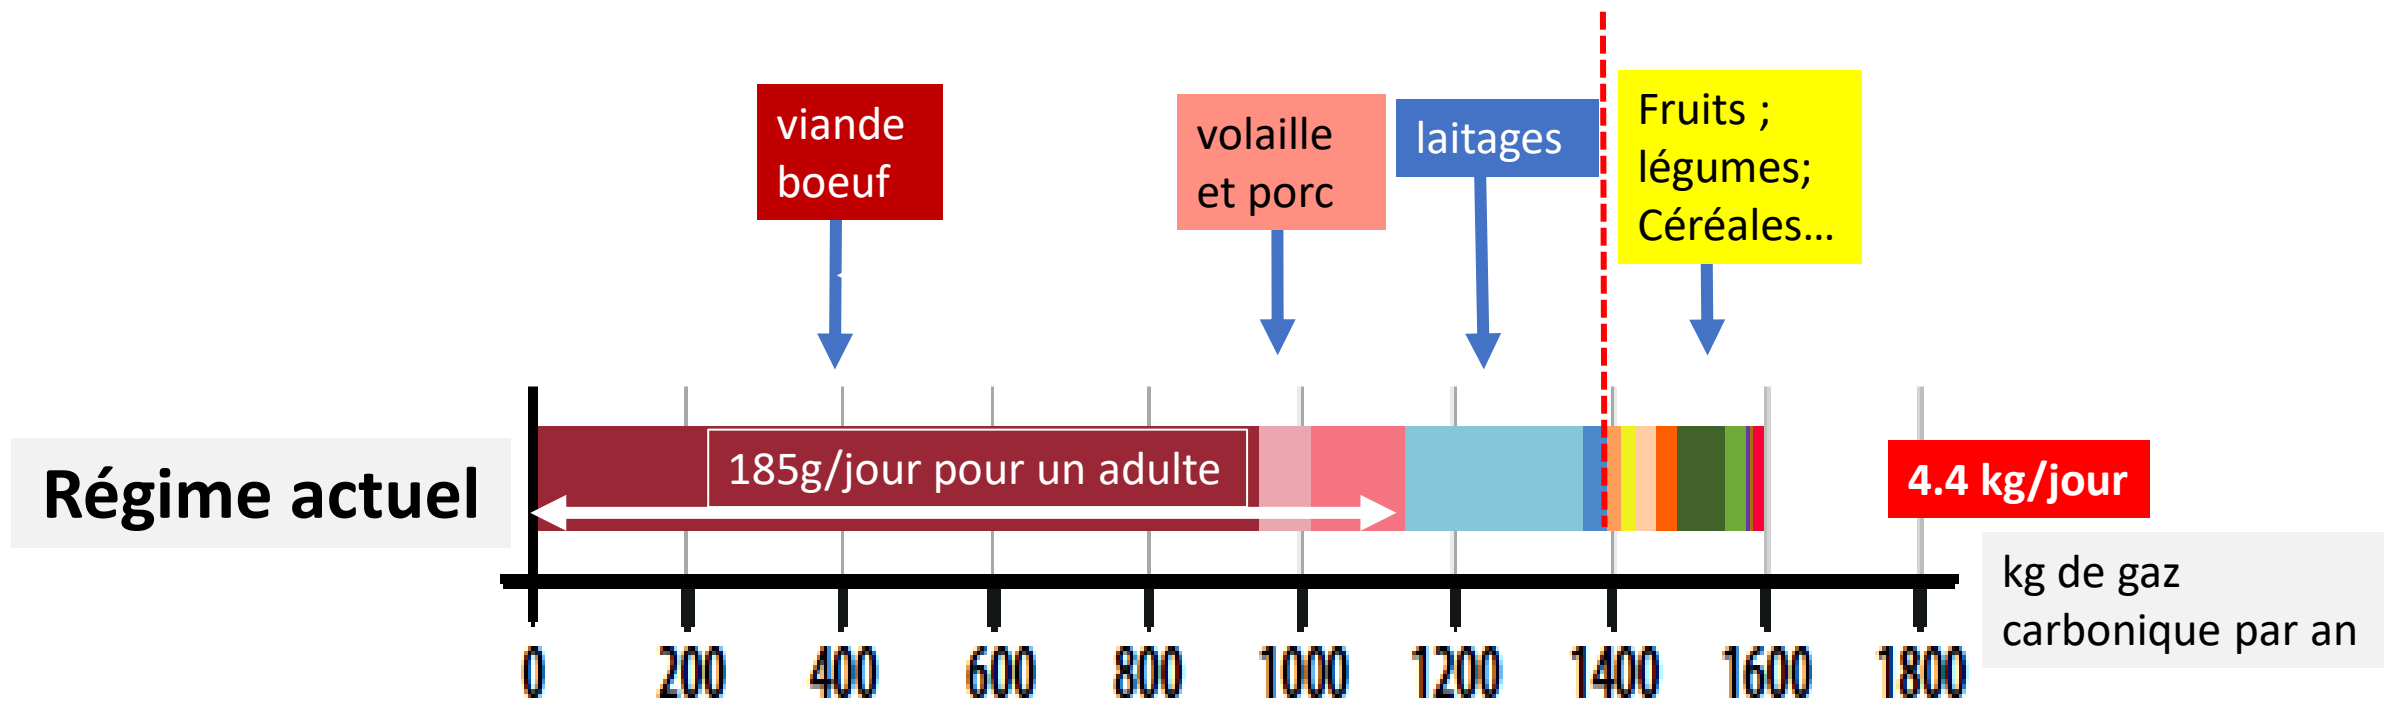 viande
boeuf
volaille
et porc
laitages
Fruits ;
légumes;
Céréales...
Régime actuel
185g/jour pour un adulte
4.4 kg/jour
kg de gaz
carbonique par an
0 200 400 600 800 1000 1200 1400 1600 1800